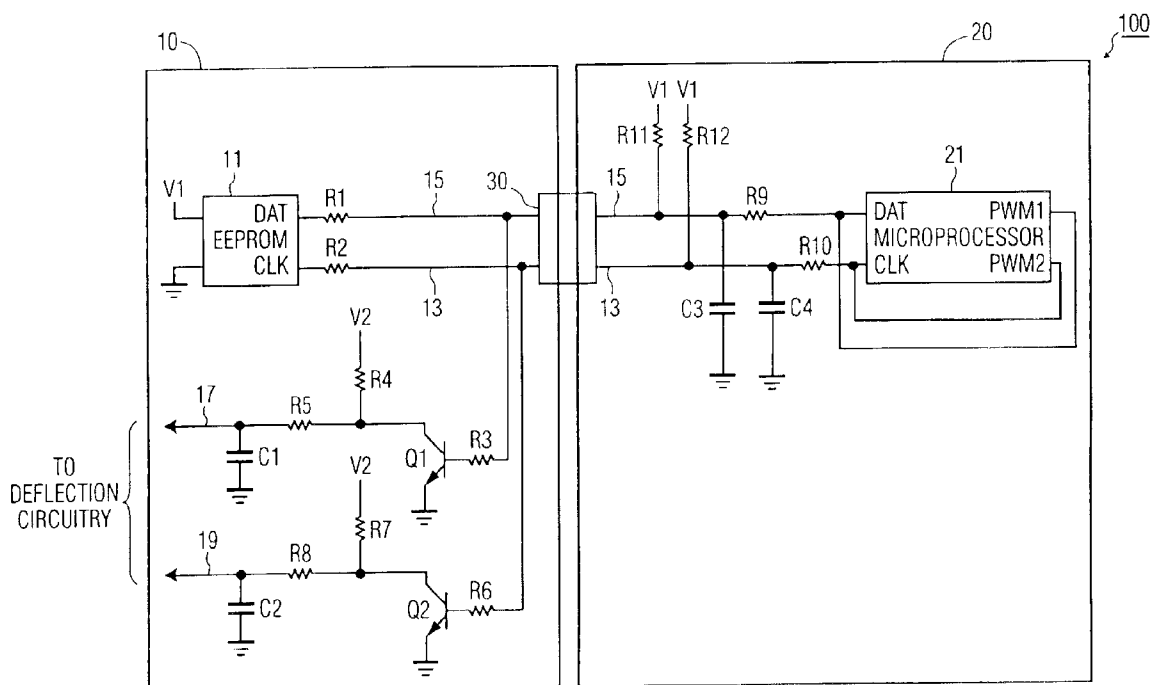 100
10
20
V1 V1
R11
R12
11
V1
R1
15
30
15
R9
21
DAT
EEPROM
CLK
DAT PWM1
MICROPROCESSOR
CLK PWM2
R2
R10
13
13
C3
C4
V2
R4
17
R5
C1
Q1
R3
V2
TO
DEFLECTION
CIRCUITRY
R7
19
R8
C2
Q2
R6